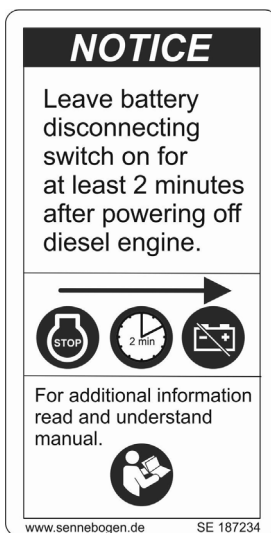 NOTICE
Leave battery
disconnecting
switch on for
at least 2 minutes
after powering off
diesel engine.
STOP
2 min
For additional information
read and understand
manual.
www.sennebogen.de SE 187234